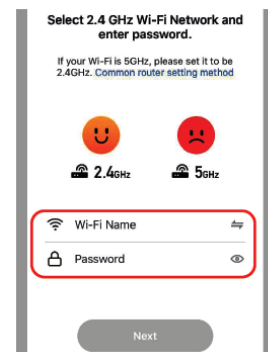 Select 2.4 GHz Wi-Fi Network and
enter password.
If your Wi-Fi is 5GHz, please set it to be
2.4GHz. Common router setting method
2.4GHz 5GHz
Wi-Fi Name
Password
Next